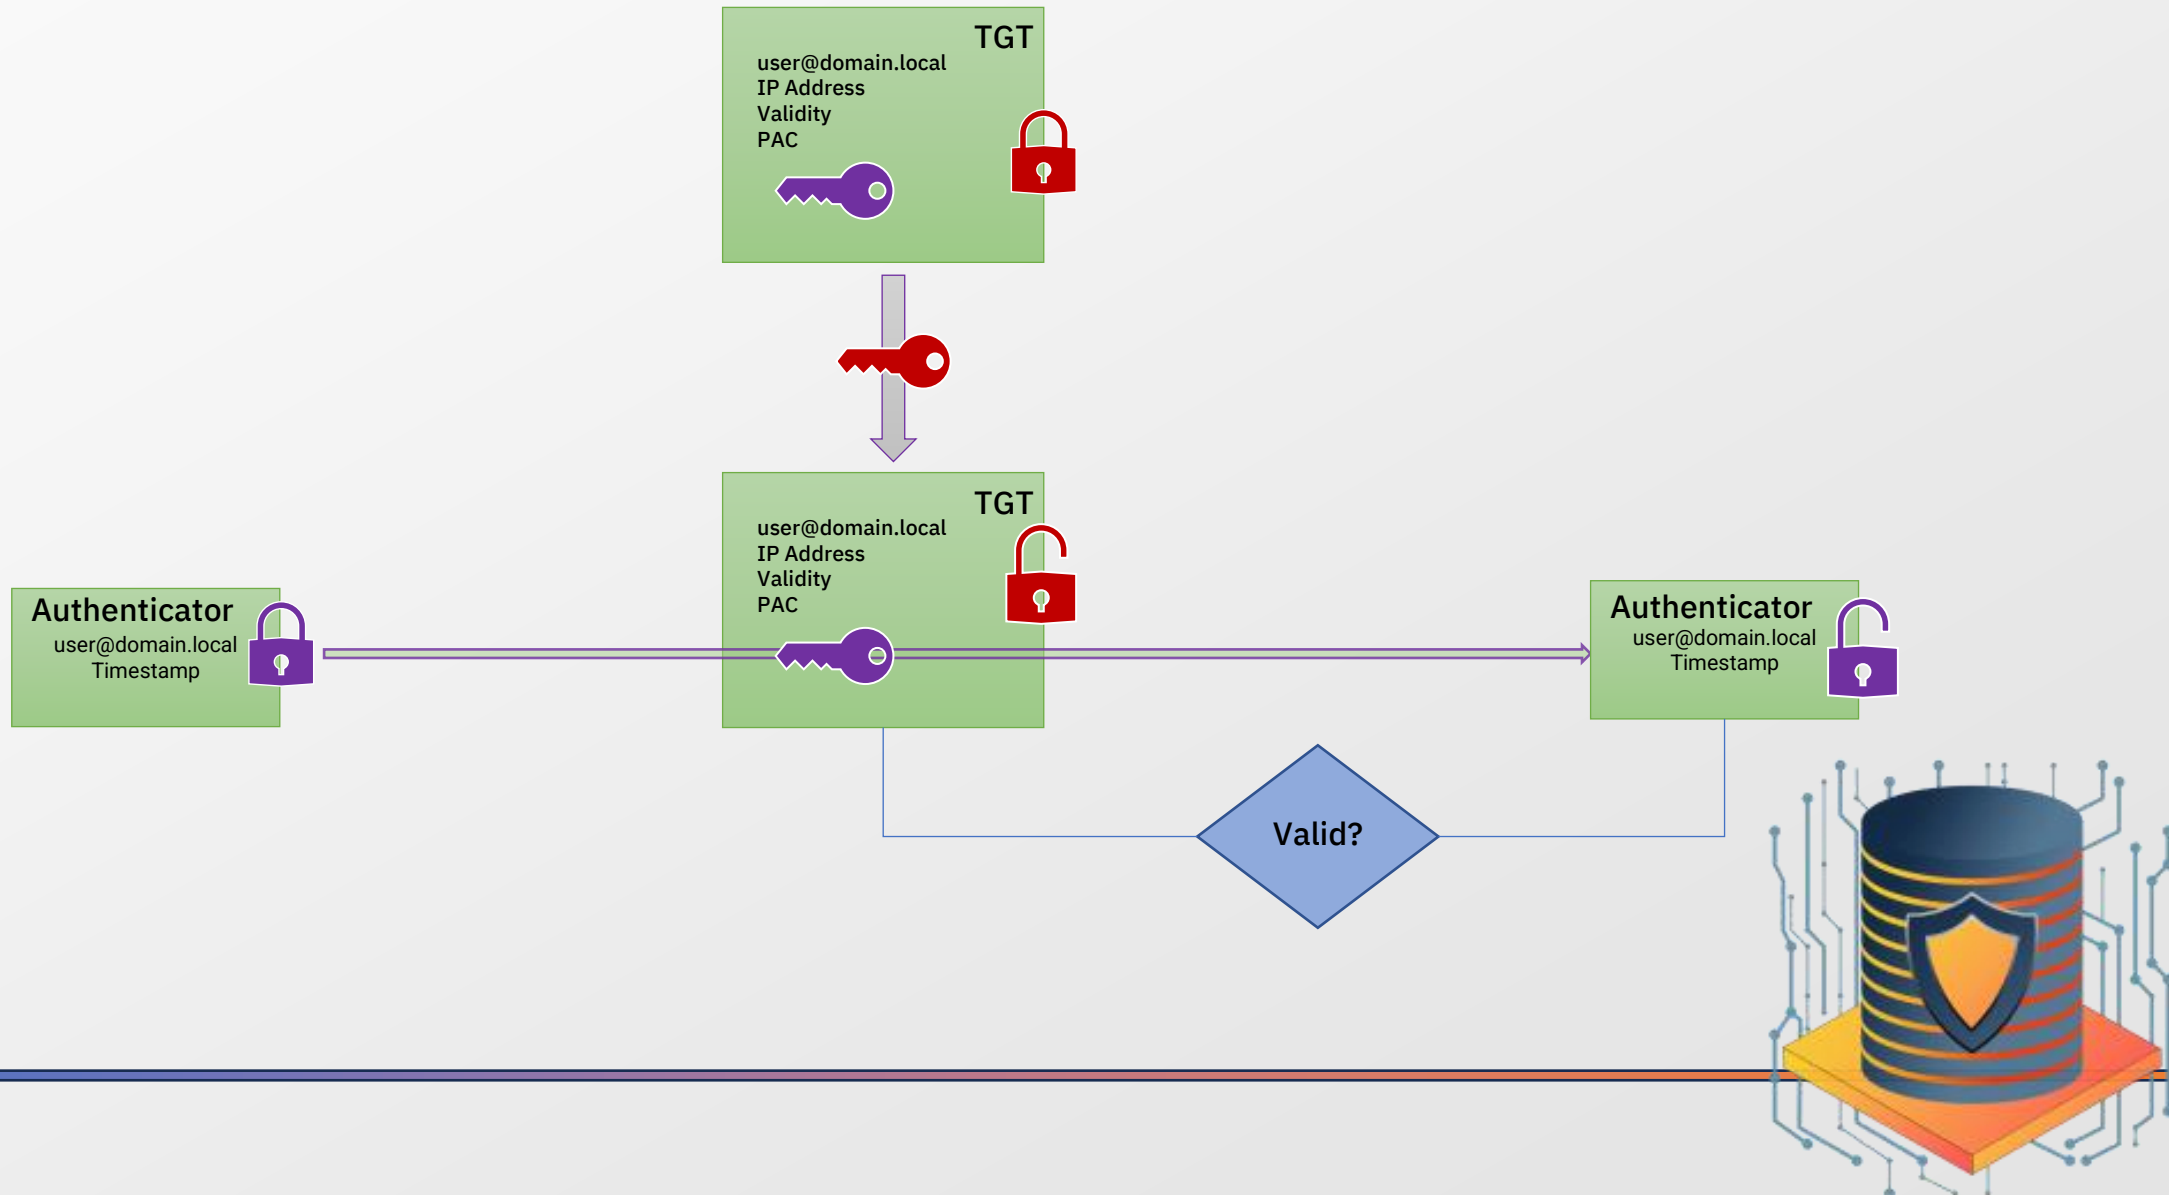 TGT
user@domain.local
IP Address
Validity
PAC
TGT
user@domain.local
IP Address
Validity
PAC
Authenticator
user@domain.local
Timestamp
Authenticator
user@domain.local
Timestamp
Valid?